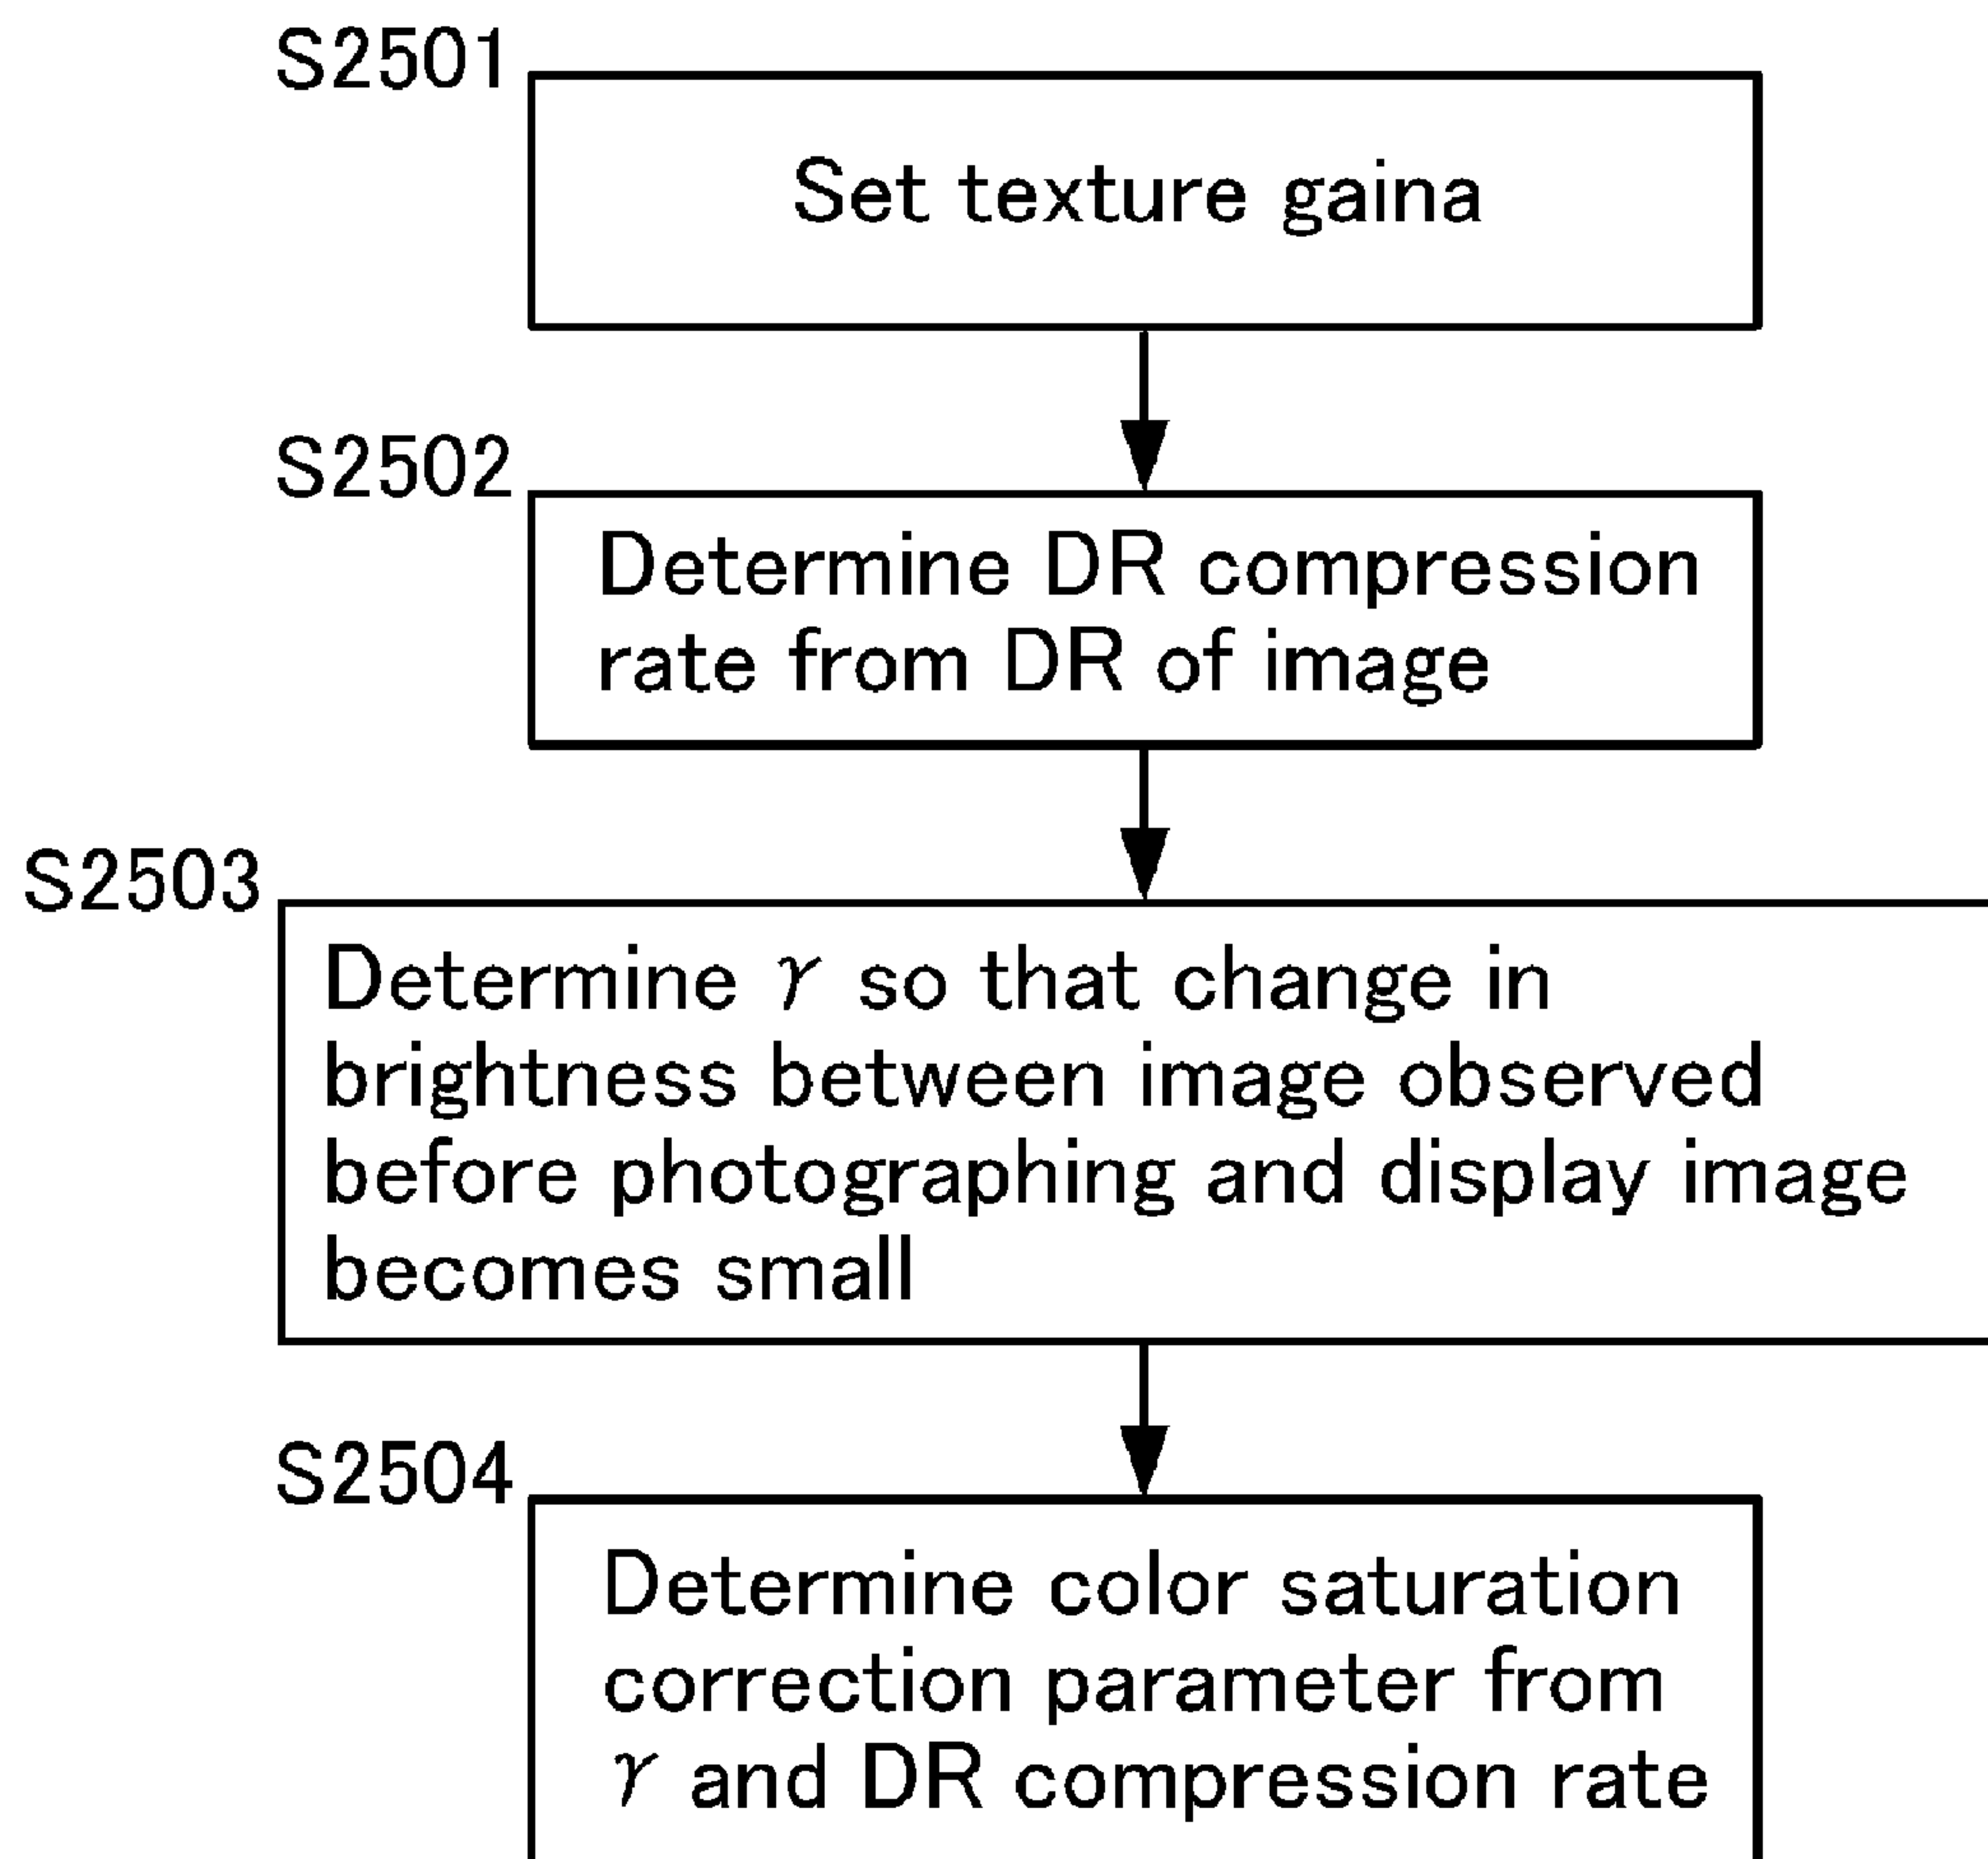 S2501
Set texture gaina
S2502
Determine DR compression
rate from DR of image
S2503
Determine γ so that change in
brightness between image observed
before photographing and display image
becomes small
S2504
Determine color saturation
correction parameter from
γ and DR compression rate